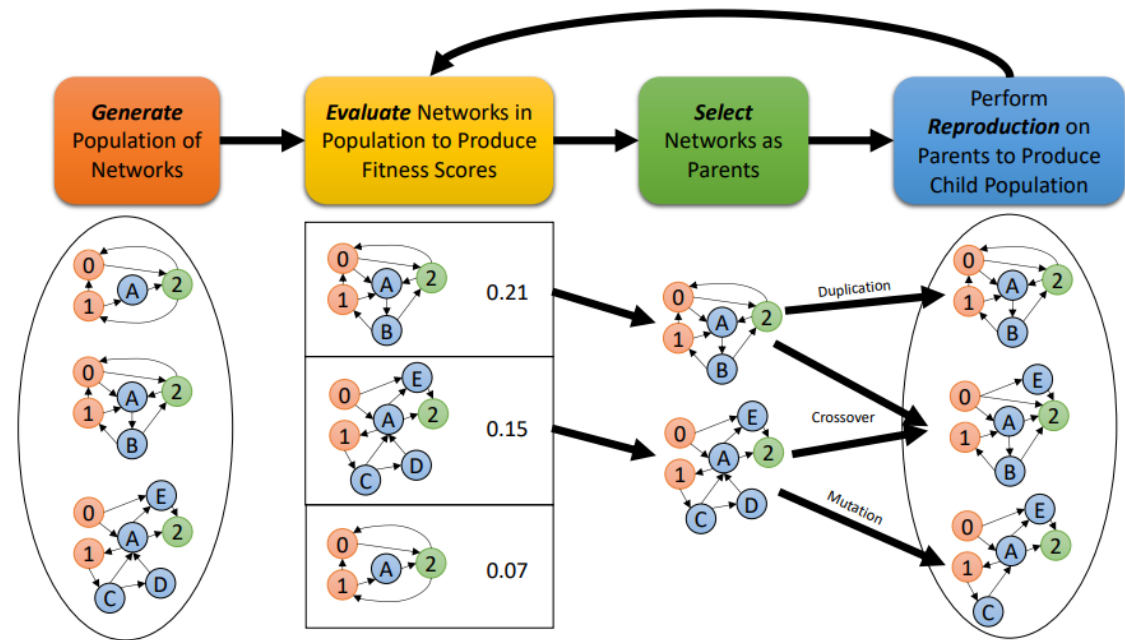 Generate
Population of
Networks
Evaluate Networks in
Population to Produce
Fitness Scores
Select
Networks as
Parents
Perform
Reproduction on
Parents to Produce
Child Population
0
1
A
2
0
1
A
2
B
0
1
A
2
E
C
D
0
1
A
2
B
0.21
0
1
A
2
E
C
D
0.15
0
1
A
2
0.07
0
1
A
2
B
0
1
A
2
E
C
D
Duplication
Crossover
Mutation
0
1
A
2
B
0
1
A
2
E
B
0
1
A
2
E
C